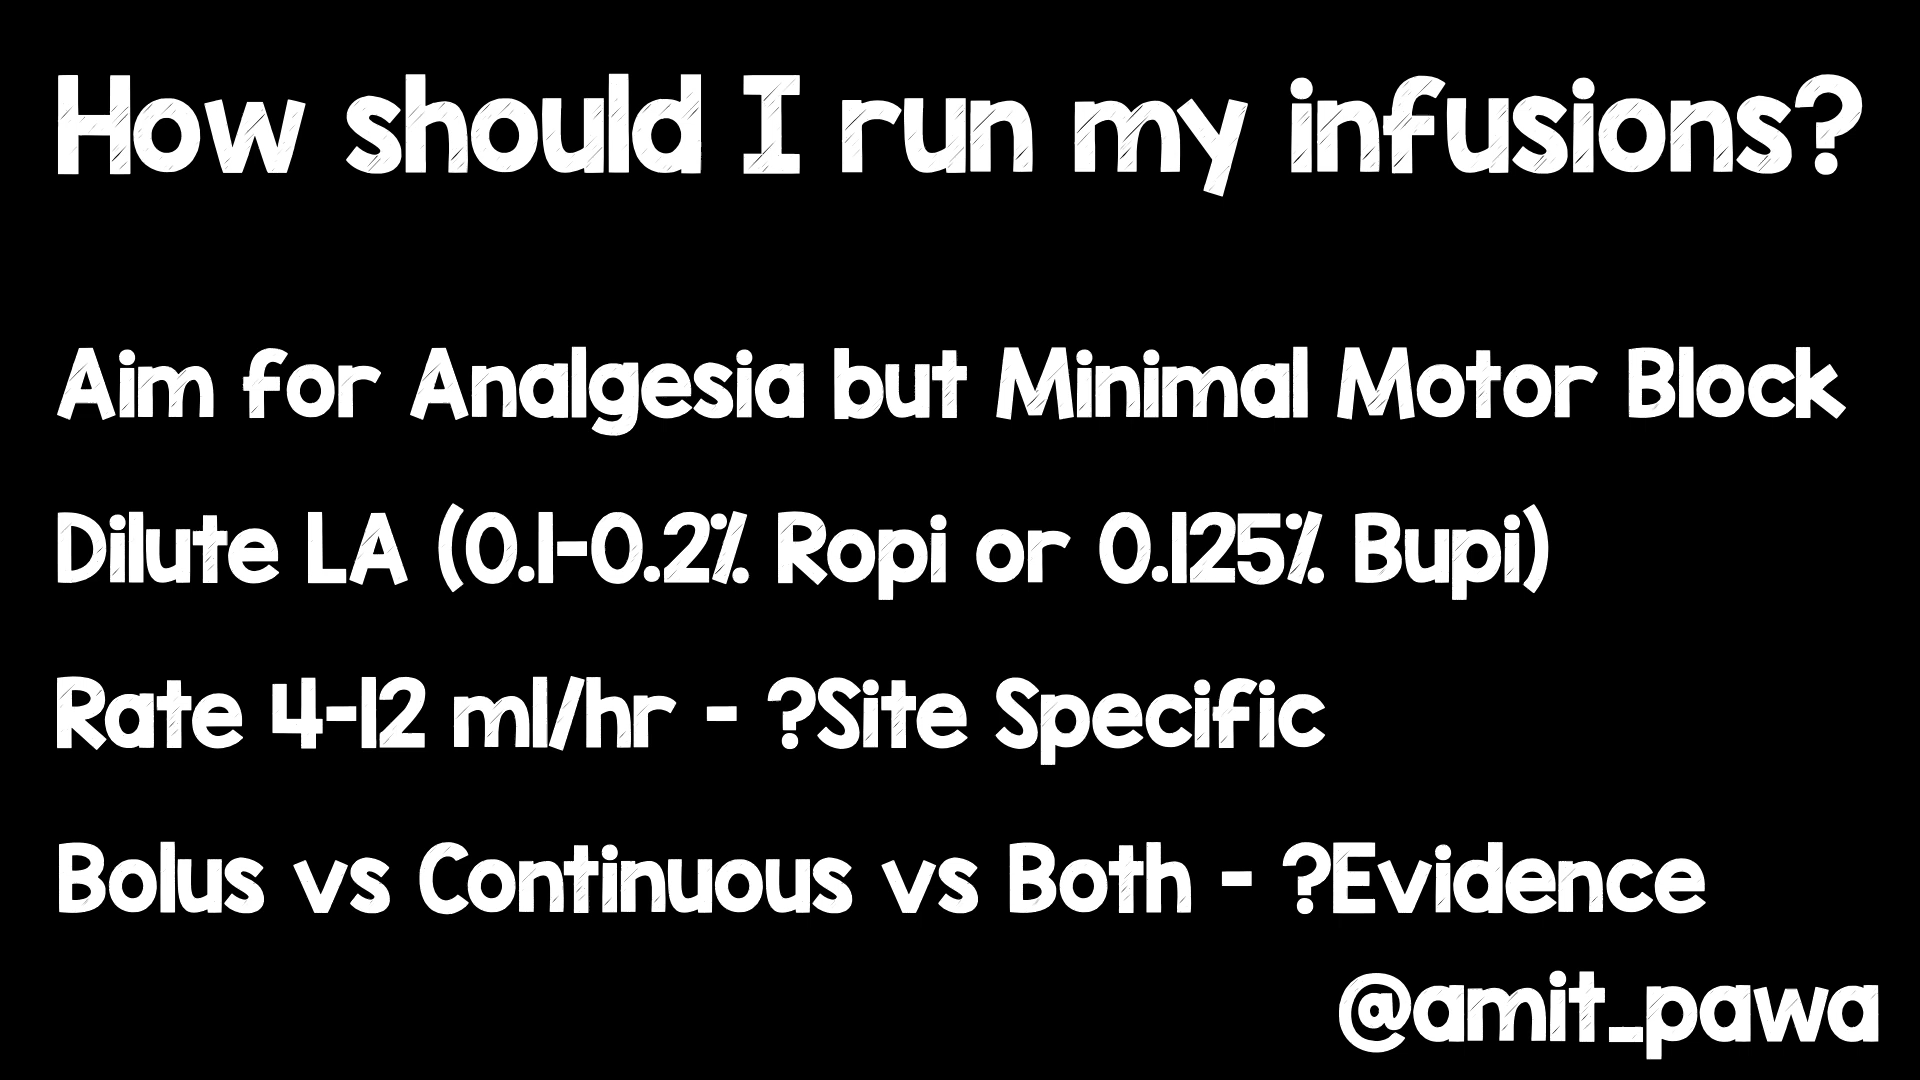 How should I run my infusions?
Aim for Analgesia but Minimal Motor Block
Dilute LA (0.1-0.2% Ropi or 0.125% Bupi)
Rate 4-12 ml/hr - ?Site Specific
Bolus vs Continuous vs Both - ?Evidence
@amit_pawa